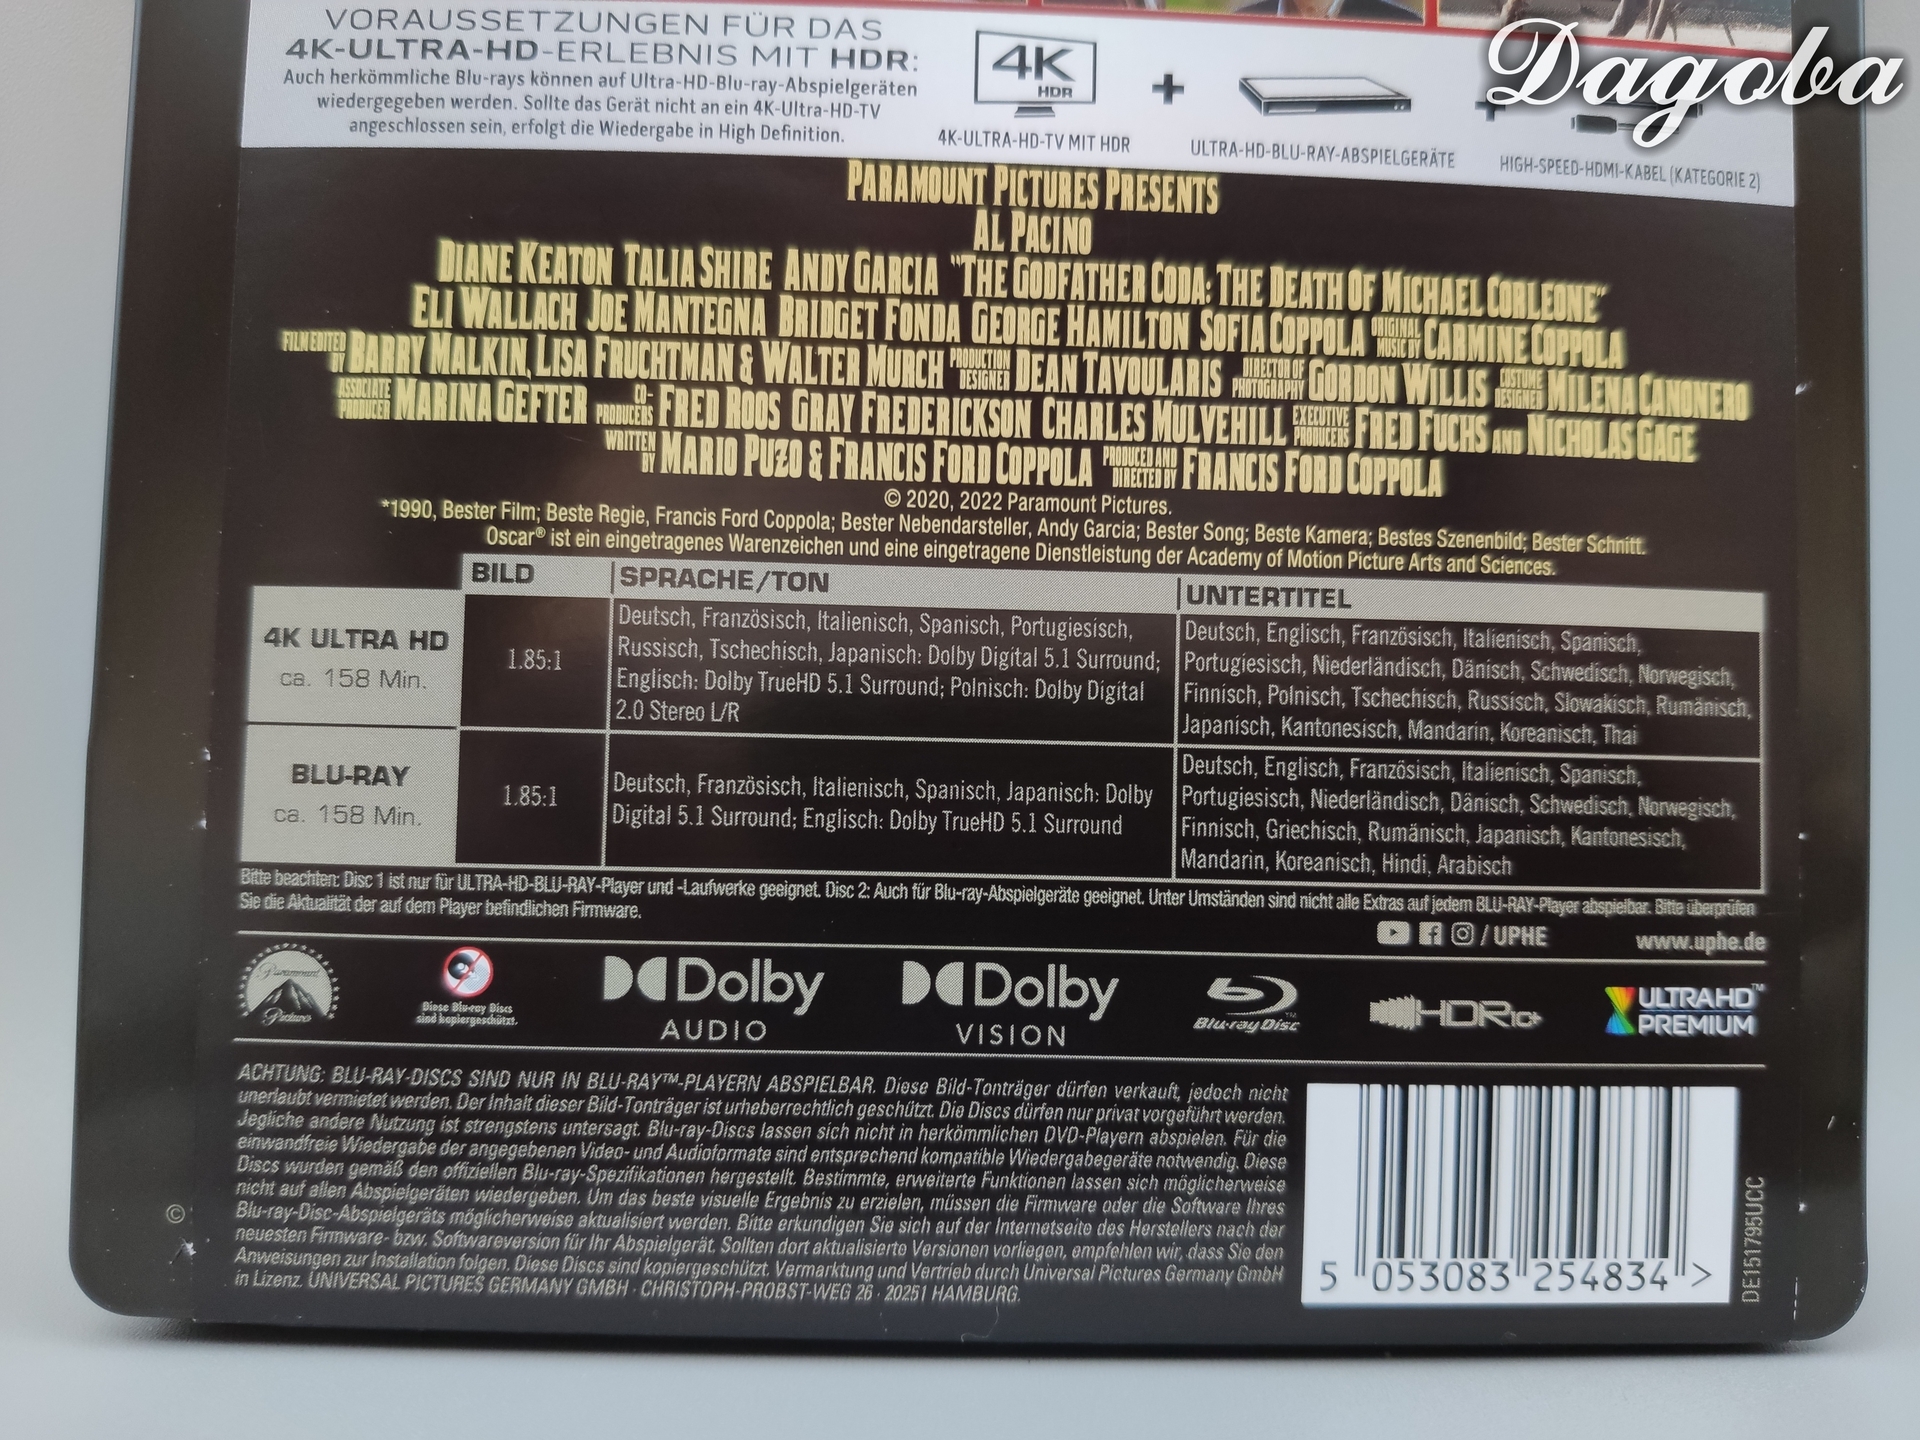 VORAUSSETZUNGEN FÜR DAS
4K-ULTRA-HD-ERLEBNIS MIT HDR:
Auch herkömmliche Blu-rays können auf Ultra-HD-Blu-ray-Abspielgeräten
wiedergegeben werden. Sollte das Gerät nicht an ein 4K-Ultra-HD-TV
angeschlossen sein, erfolgt die Wiedergabe in High Definition.
4K
HDR
+
+
4K-ULTRA-HD-TV MIT HDR
ULTRA-HD-BLU-RAY-ABSPIELGERÄTE
HIGH-SPEED-HDMI-KABEL (KATEGORIE 2)
Dagoba
PARAMOUNT PICTURES PRESENTS
AL PACINO
DIANE KEATON TALIA SHIRE ANDY GARCIA "THE GODFATHER CODA: THE DEATH OF MICHAEL CORLEONE"
ELI WALLACH JOE MANTEGNA BRIDGET FONDA GEORGE HAMILTON SOFIA COPPOLA ORIGINAL MUSIC BY CARMINE COPPOLA
FILM EDITED BY BARRY MALKIN, LISA FRUCHTMAN & WALTER MURCH PRODUCTION DESIGNER DEAN TAVOULARIS DIRECTOR OF PHOTOGRAPHY GORDON WILLIS COSTUME DESIGNER MILENA CANONERO
ASSOCIATE PRODUCER MARINA GEFTER CO-PRODUCERS FRED ROOS GRAY FREDERICKSON CHARLES MULVEHILL EXECUTIVE PRODUCERS FRED FUCHS AND NICHOLAS GAGE
WRITTEN BY MARIO PUZO & FRANCIS FORD COPPOLA PRODUCED AND DIRECTED BY FRANCIS FORD COPPOLA
© 2020, 2022 Paramount Pictures.
*1990, Bester Film; Beste Regie, Francis Ford Coppola; Bester Nebendarsteller, Andy Garcia; Bester Song; Beste Kamera; Bestes Szenenbild; Bester Schnitt.
Oscar® ist ein eingetragenes Warenzeichen und eine eingetragene Dienstleistung der Academy of Motion Picture Arts and Sciences.
BILD
SPRACHE/TON
UNTERTITEL
4K ULTRA HD
ca. 158 Min.
1.85:1
Deutsch, Französisch, Italienisch, Spanisch, Portugiesisch,
Russisch, Tschechisch, Japanisch: Dolby Digital 5.1 Surround;
Englisch: Dolby TrueHD 5.1 Surround; Polnisch: Dolby Digital
2.0 Stereo L/R
Deutsch, Englisch, Französisch, Italienisch, Spanisch,
Portugiesisch, Niederländisch, Dänisch, Schwedisch, Norwegisch,
Finnisch, Polnisch, Tschechisch, Russisch, Slowakisch, Rumänisch,
Japanisch, Kantonesisch, Mandarin, Koreanisch, Thai
BLU-RAY
ca. 158 Min.
1.85:1
Deutsch, Französisch, Italienisch, Spanisch, Japanisch: Dolby
Digital 5.1 Surround; Englisch: Dolby TrueHD 5.1 Surround
Deutsch, Englisch, Französisch, Italienisch, Spanisch,
Portugiesisch, Niederländisch, Dänisch, Schwedisch, Norwegisch,
Finnisch, Griechisch, Rumänisch, Japanisch, Kantonesisch,
Mandarin, Koreanisch, Hindi, Arabisch
Bitte beachten: Disc 1 ist nur für ULTRA-HD-BLU-RAY-Player und -Laufwerke geeignet. Disc 2: Auch für Blu-ray-Abspielgeräte geeignet. Unter Umständen sind nicht alle Extras auf jedem BLU-RAY-Player abspielbar. Bitte überprüfen
Sie die Aktualität der auf dem Player befindlichen Firmware.
/ UPHE
www.uphe.de
Paramount
Pictures
Diese Blu-ray Discs
sind kopiergeschützt.
Dolby
AUDIO
Dolby
VISION
Blu-ray Disc™
HDR10+
ULTRA HD™
PREMIUM
ACHTUNG: BLU-RAY-DISCS SIND NUR IN BLU-RAY™-PLAYERN ABSPIELBAR. Diese Bild-Tonträger dürfen verkauft, jedoch nicht
unerlaubt vermietet werden. Der Inhalt dieser Bild-Tonträger ist urheberrechtlich geschützt. Die Discs dürfen nur privat vorgeführt werden.
Jegliche andere Nutzung ist strengstens untersagt. Blu-ray-Discs lassen sich nicht in herkömmlichen DVD-Playern abspielen. Für die
einwandfreie Wiedergabe der angegebenen Video- und Audioformate sind entsprechend kompatible Wiedergabegeräte notwendig. Diese
Discs wurden gemäß den offiziellen Blu-ray-Spezifikationen hergestellt. Bestimmte, erweiterte Funktionen lassen sich möglicherweise
nicht auf allen Abspielgeräten wiedergeben. Um das beste visuelle Ergebnis zu erzielen, müssen die Firmware oder die Software Ihres
Blu-ray-Disc-Abspielgeräts möglicherweise aktualisiert werden. Bitte erkundigen Sie sich auf der Internetseite des Herstellers nach der
neuesten Firmware- bzw. Softwareversion für Ihr Abspielgerät. Sollten dort aktualisierte Versionen vorliegen, empfehlen wir, dass Sie den
Anweisungen zur Installation folgen. Diese Discs sind kopiergeschützt. Vermarktung und Vertrieb durch Universal Pictures Germany GmbH
in Lizenz. UNIVERSAL PICTURES GERMANY GMBH · CHRISTOPH-PROBST-WEG 26 · 20251 HAMBURG.
©
5 053083 254834 >
DE151795UCC